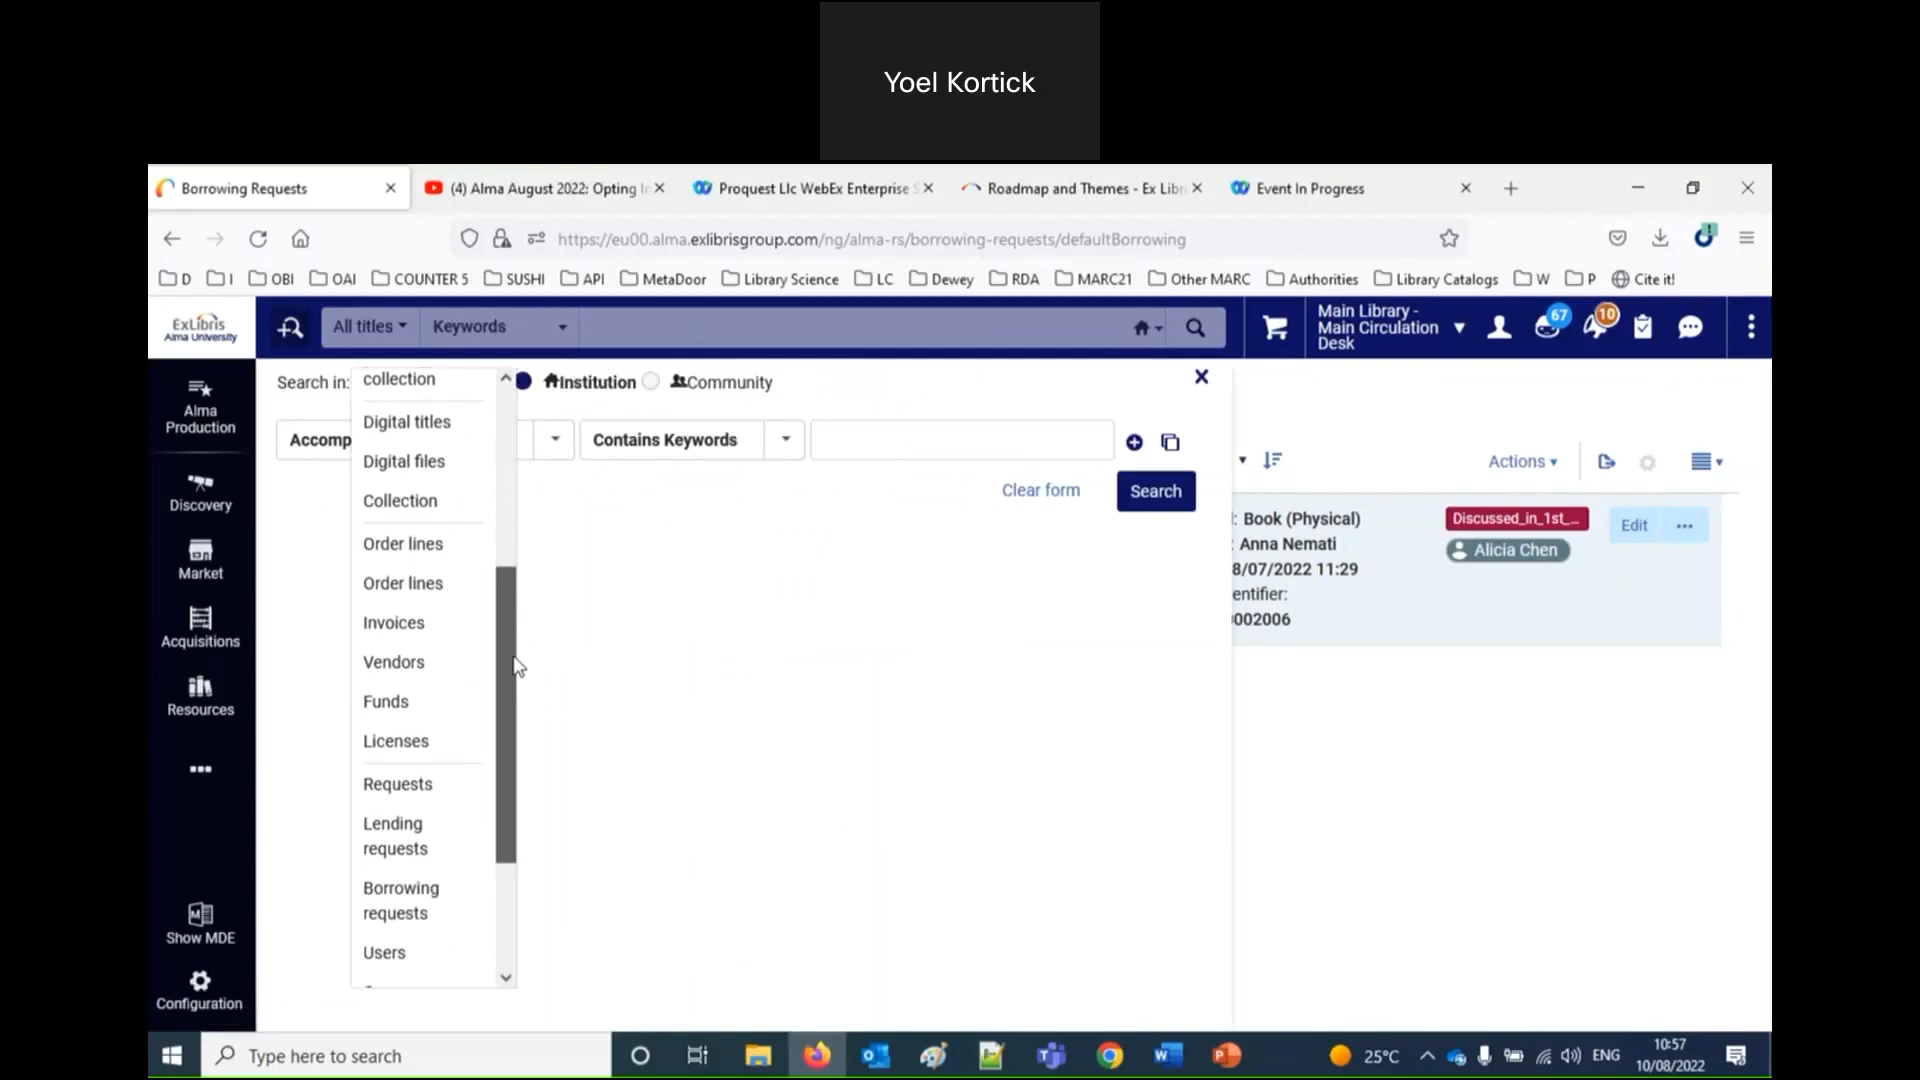 Yoel Kortick
Borrowing Requests
(4) Alma August 2022: Opting I
Proquest Llc WebEx Enterprise S
Roadmap and Themes - Ex Libr
Event In Progress
https://eu00.alma.exlibrisgroup.com/ng/alma-rs/borrowing-requests/defaultBorrowing
D
I
OBI
OAI
COUNTER 5
SUSHI
API
MetaDoor
Library Science
LC
Dewey
RDA
MARC21
Other MARC
Authorities
Library Catalogs
W
P
Cite it!
ExLibris
Alma University
All titles
Keywords
Main Library -
Main Circulation
Desk
67
10
Search in:
Institution
Community
Alma
Production
Discovery
Market
Acquisitions
Resources
Show MDE
Configuration
collection
Digital titles
Digital files
Collection
Order lines
Order lines
Invoices
Vendors
Funds
Licenses
Requests
Lending
requests
Borrowing
requests
Users
Accomp
Contains Keywords
Clear form
Search
Actions
: Book (Physical)
: Anna Nemati
8/07/2022 11:29
entifier:
002006
Discussed_in_1st_...
Alicia Chen
Edit
Type here to search
25°C
ENG
10:57
10/08/2022